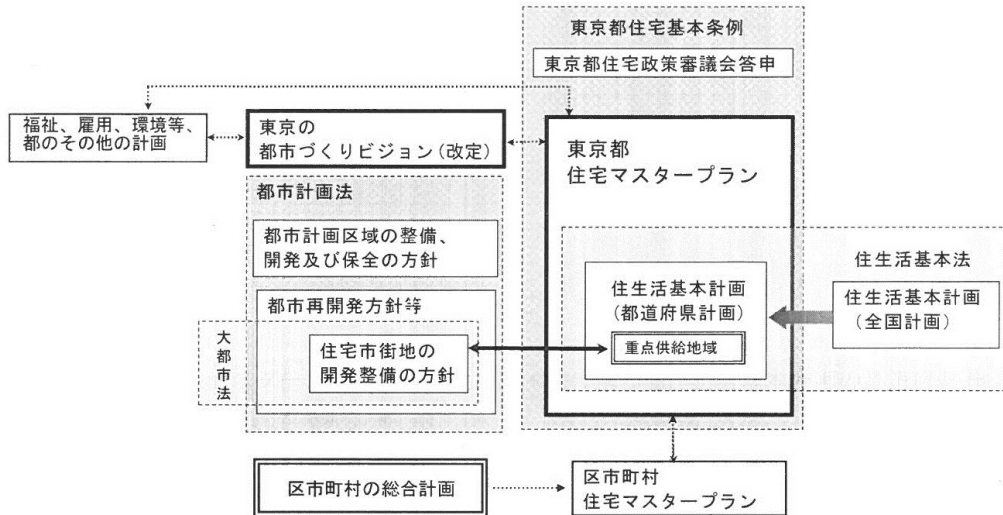 東京都住宅基本条例
東京都住宅政策審議会答申
福祉、雇用、環境等、
都のその他の計画
東京の
都市づくりビジョン(改定)
東京都
住宅マスタープラン
都市計画法
都市計画区域の整備、
開発及び保全の方針
都市再開発方針等
大都市法
住宅市街地の
開発整備の方針
住生活基本計画
(都道府県計画)
重点供給地域
住生活基本法
住生活基本計画
(全国計画)
区市町村の総合計画
区市町村
住宅マスタープラン